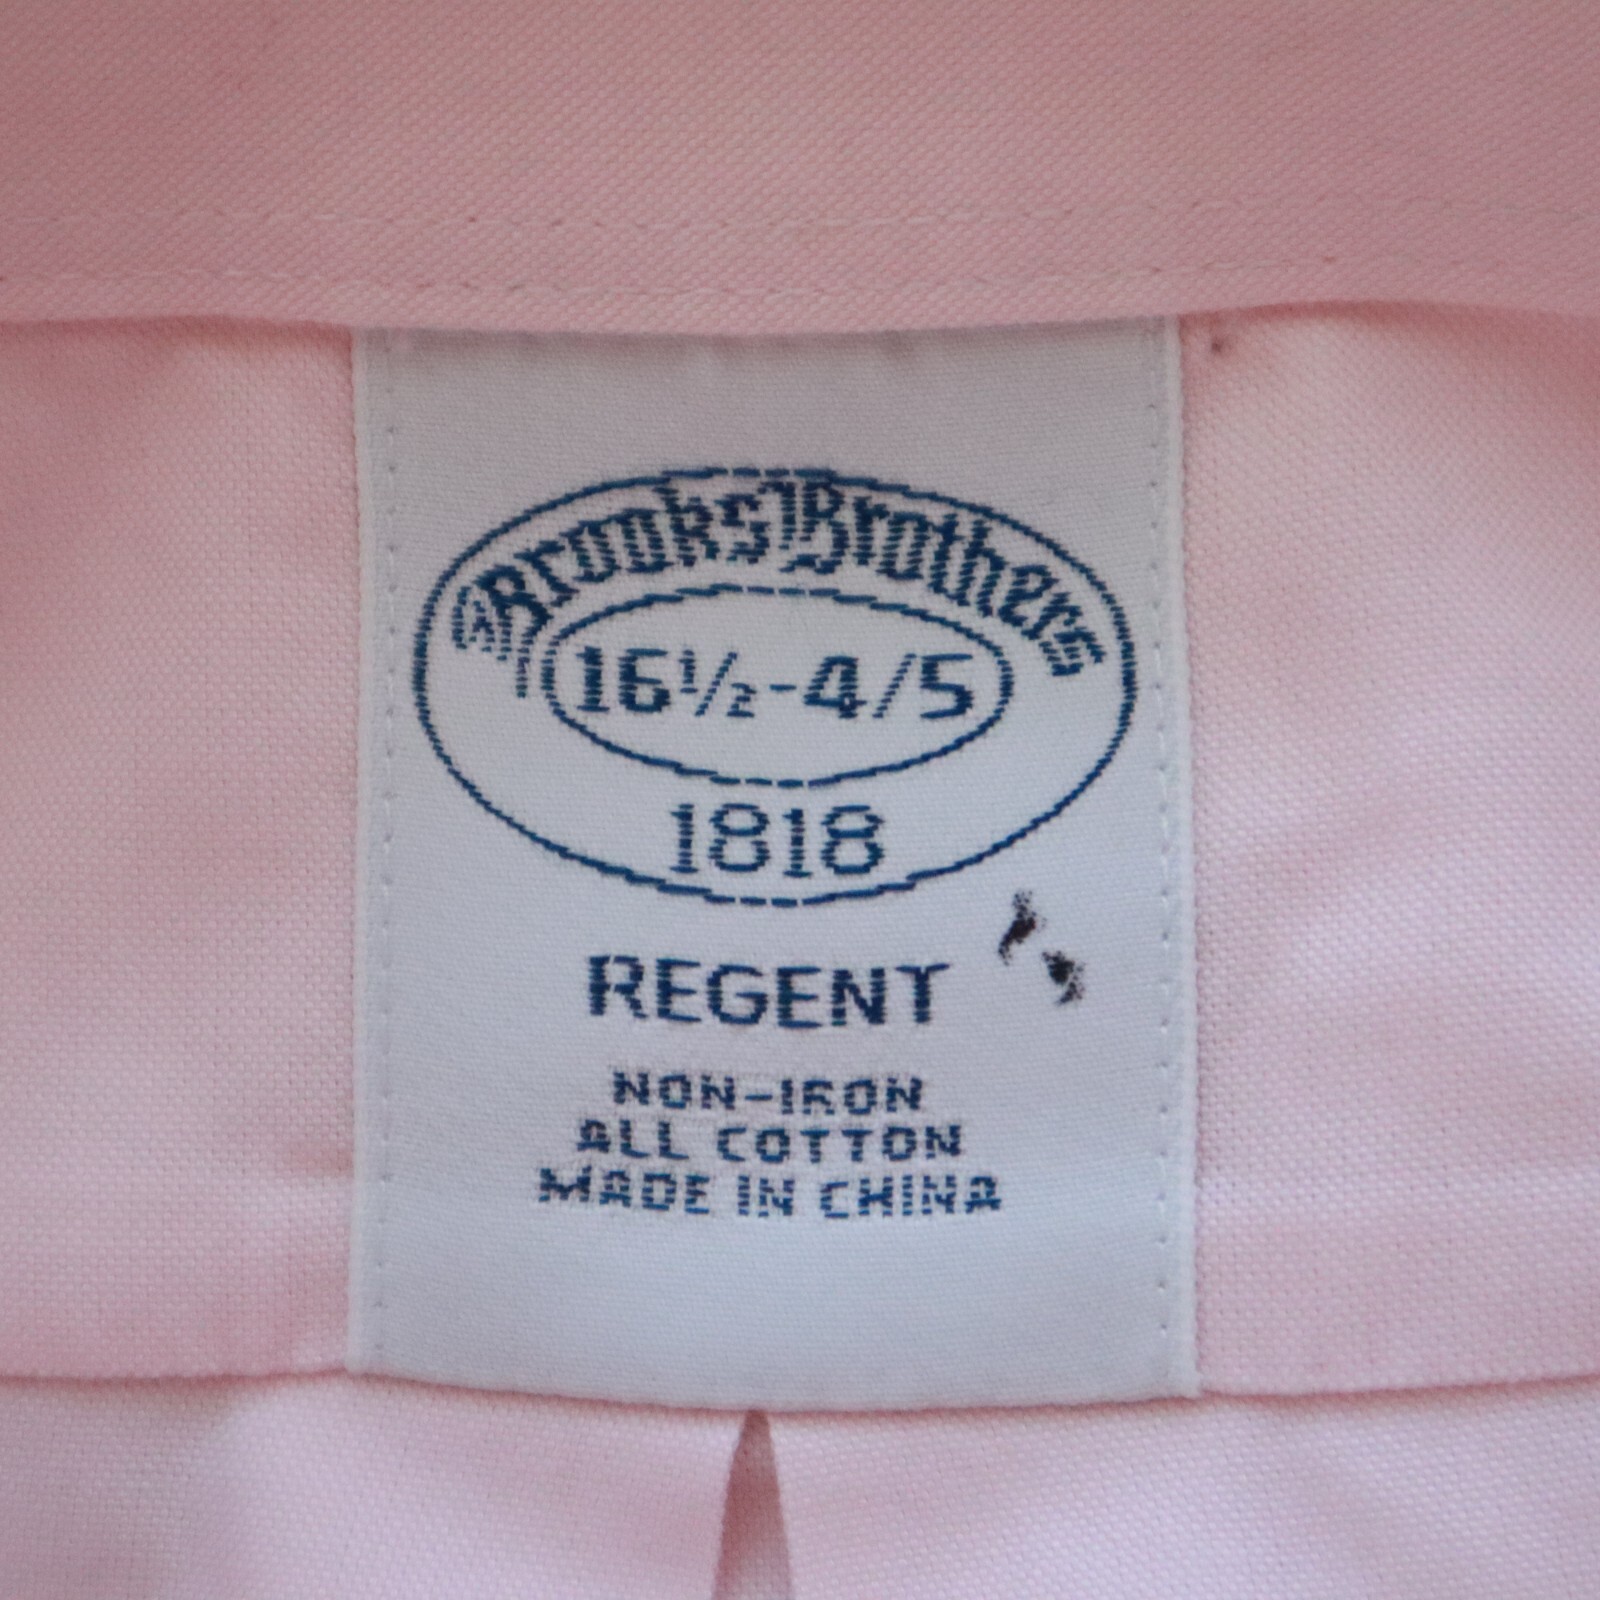 Brooks Brothers
16½-4/5
1818
REGENT
NON-IRON
ALL COTTON
MADE IN CHINA